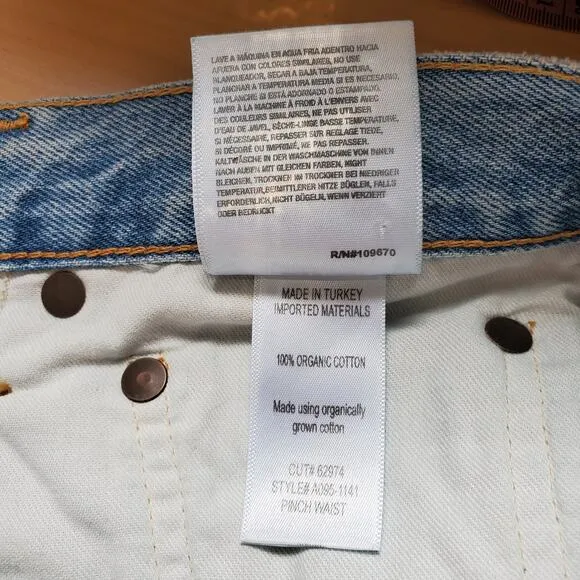 LAVE A MÁQUINA EN AGUA FRIA ADENTRO HACIA
AFUERA CON COLORES SIMILARES, NO USE
BLANQUEADOR, SECAR A BAJA TEMPERATURA,
PLANCHAR A TEMPERATURA MEDIA SI ES NECESARIO,
NO PLANCHE SI ESTÁ ADORNADO O ESTAMPADO.
LAVER À LA MACHINE À FROID À L'ENVERS AVEC
DES COULEURS SIMILAIRES, NE PAS UTILISER
D'EAU DE JAVEL, SÈCHE-LINGE BASSE TEMPÉRATURE,
SI NÉCESSAIRE, REPASSER SUR REGLAGE TIEDE,
SI DÉCORÉ OU IMPRIMÉ, NE PAS REPASSER.
KALTWÄSCHE IN DER WASCHMASCHINE VON INNEN
NACH AUßEN MIT GLEICHEN FARBEN, NIGHT
BLEICHEN, TROCKNEN IM TROCKNER BEI NIEDRIGER
TEMPERATUR, BEI MITTLERER HITZE BÜGLEN, FALLS
ERFORDERLICH, NICHT BÜGELN, WENN VERZIERT
ODER BEDRUCKT
R/N#109670
MADE IN TURKEY
IMPORTED MATERIALS
100% ORGANIC COTTON
Made using organically
grown cotton
CUT# 62974
STYLE# A095-1141
PINCH WAIST